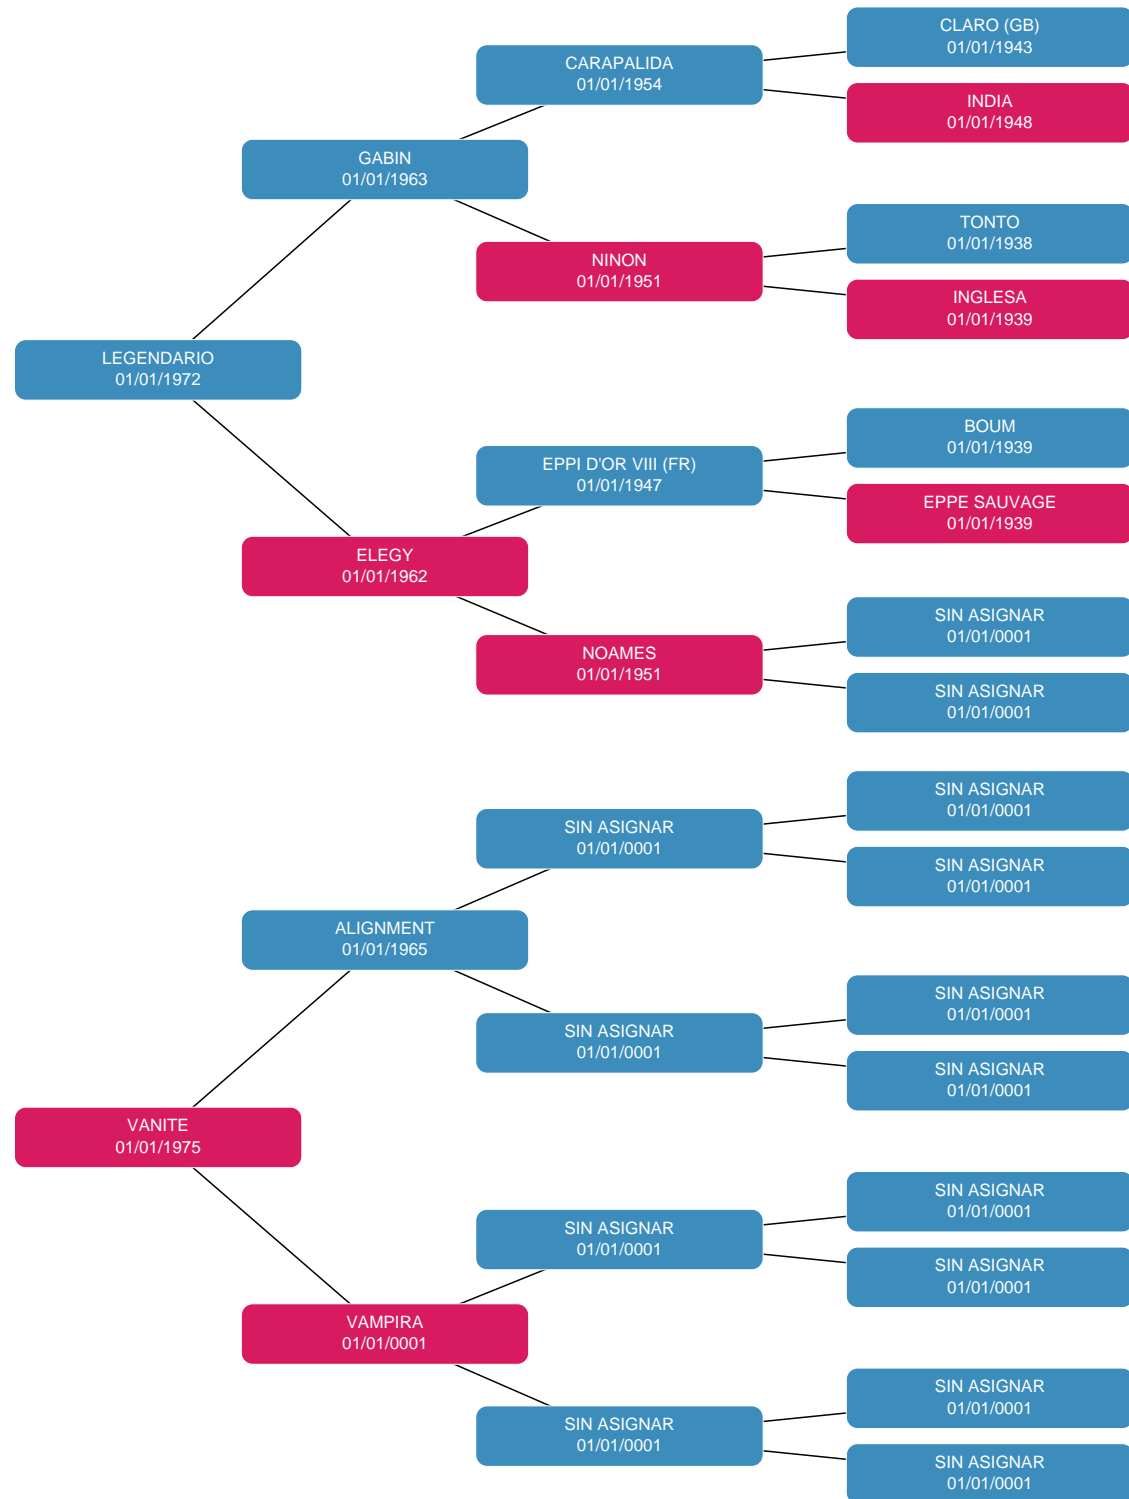 CLARO (GB)
01/01/1943
CARAPALIDA
01/01/1954
INDIA
01/01/1948
GABIN
01/01/1963
TONTO
01/01/1938
NINON
01/01/1951
INGLESA
01/01/1939
LEGENDARIO
01/01/1972
BOUM
01/01/1939
EPPI D'OR VIII (FR)
01/01/1947
EPPE SAUVAGE
01/01/1939
ELEGY
01/01/1962
SIN ASIGNAR
01/01/0001
NOAMES
01/01/1951
SIN ASIGNAR
01/01/0001
SIN ASIGNAR
01/01/0001
SIN ASIGNAR
01/01/0001
SIN ASIGNAR
01/01/0001
ALIGNMENT
01/01/1965
SIN ASIGNAR
01/01/0001
SIN ASIGNAR
01/01/0001
SIN ASIGNAR
01/01/0001
VANITE
01/01/1975
SIN ASIGNAR
01/01/0001
SIN ASIGNAR
01/01/0001
SIN ASIGNAR
01/01/0001
VAMPIRA
01/01/0001
SIN ASIGNAR
01/01/0001
SIN ASIGNAR
01/01/0001
SIN ASIGNAR
01/01/0001